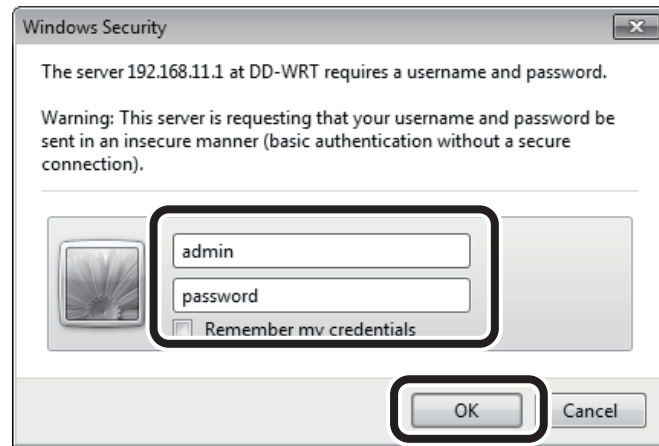 Windows Security
The server 192.168.11.1 at DD-WRT requires a username and password.
Warning: This server is requesting that your username and password be
sent in an insecure manner (basic authentication without a secure
connection).
admin
password
Remember my credentials
OK
Cancel